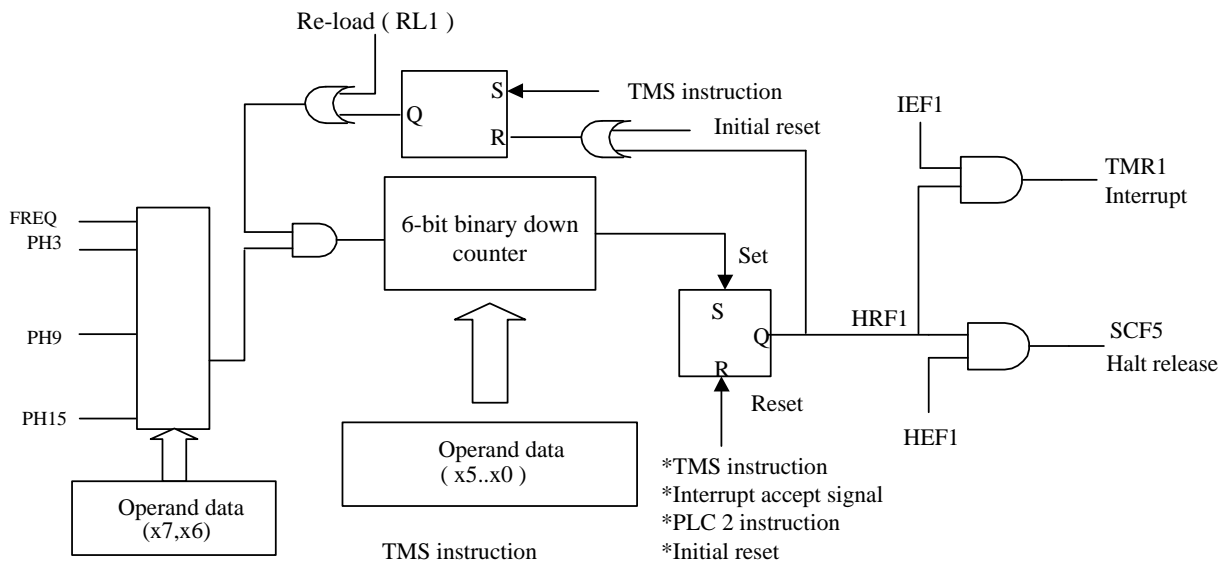 Re-load ( RL1 )
S
TMS instruction
Q
R
Initial reset
IEF1
TMR1
Interrupt
FREQ
PH3
PH9
PH15
6-bit binary down
counter
Set
S
Q
R
HRF1
SCF5
Halt release
HEF1
Reset
Operand data
(x7,x6)
Operand data
( x5..x0 )
TMS instruction
*TMS instruction
*Interrupt accept signal
*PLC 2 instruction
*Initial reset